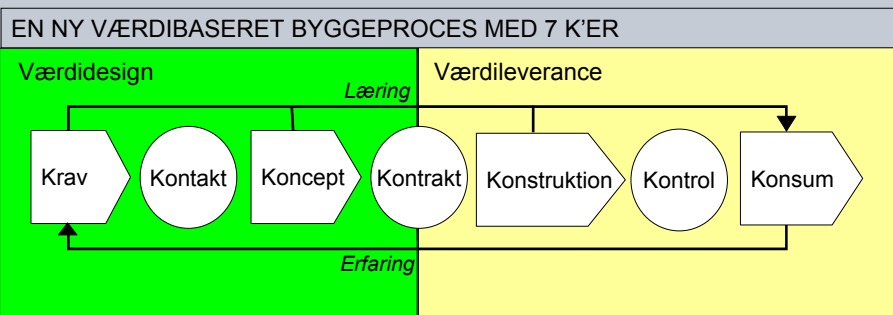 EN NY VÆRDIBASERET BYGGEPROCES MED 7 K'ER
Værdidesign
Værdileverance
Læring
Krav
Kontakt
Koncept
Kontrakt
Konstruktion
Kontrol
Konsum
Erfaring